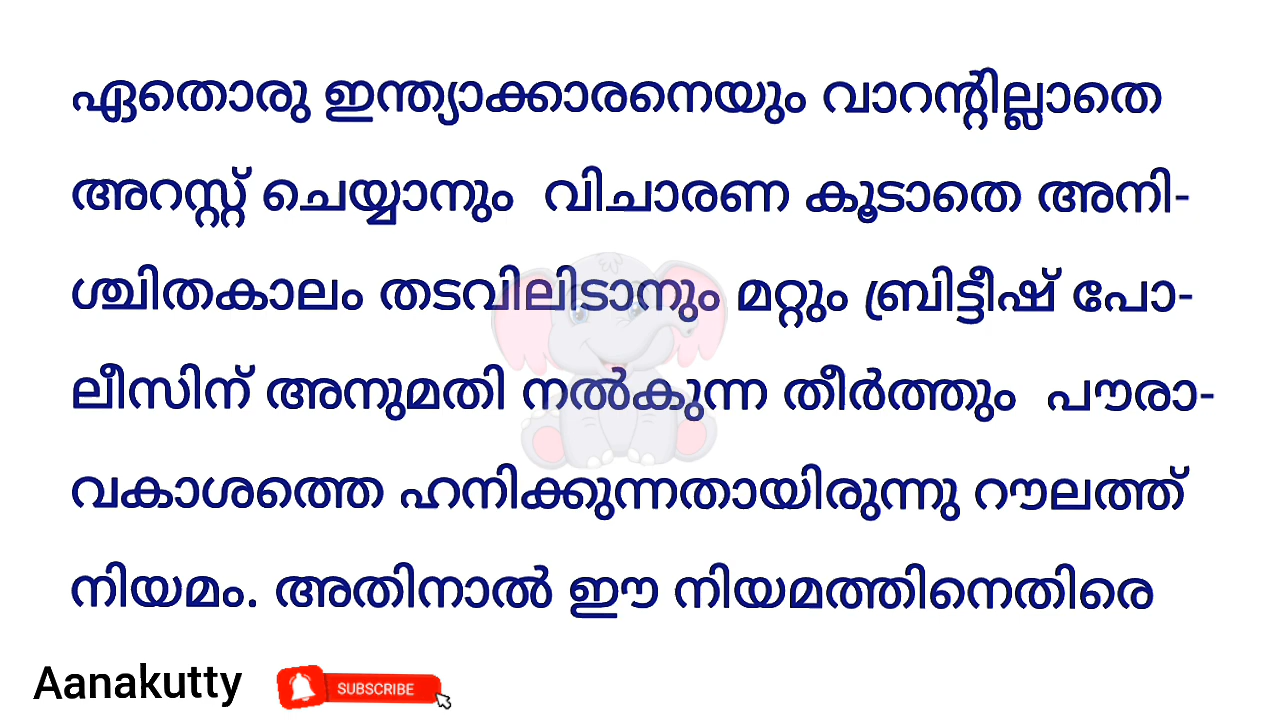 ഏതൊരു ഇന്ത്യാക്കാരനെയും വാറന്റില്ലാതെ
അറസ്റ്റ് ചെയ്യാനും വിചാരണ കൂടാതെ അനി-
ശ്ചിതകാലം തടവിലിടാനും മറ്റും ബ്രിട്ടീഷ് പോ-
ലീസിന് അനുമതി നൽകുന്ന തീർത്തും പൗരാ-
വകാശത്തെ ഹനിക്കുന്നതായിരുന്നു റൗലത്ത്
നിയമം. അതിനാൽ ഈ നിയമത്തിനെതിരെ
Aanakutty SUBSCRIBE